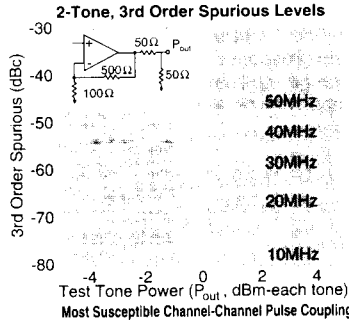 2-Tone, 3rd Order Spurious Levels
3rd Order Spurious (dBc)
-30
-40
-50
-60
-70
-80
+
-
50Ω
P_out
500Ω
50Ω
100Ω
50MHz
40MHz
30MHz
20MHz
10MHz
-4 -2 0 2 4
Test Tone Power (P_out, dBm-each tone)
Most Susceptible Channel-Channel Pulse Coupling